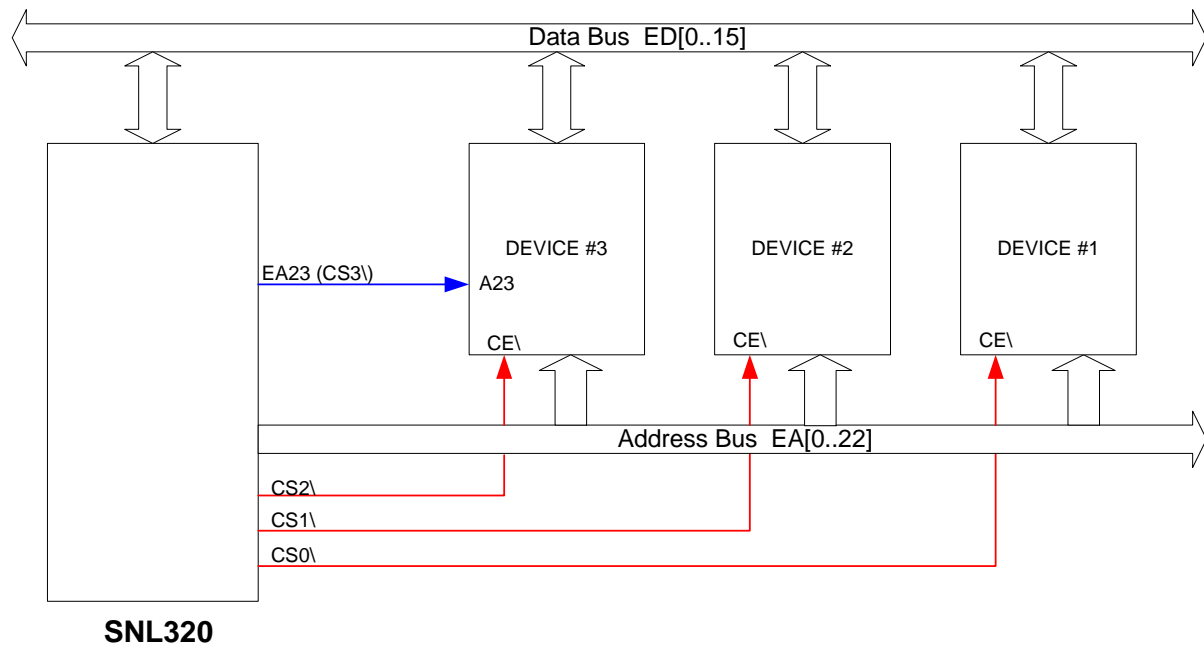 Data Bus  ED[0..15]
DEVICE #3
DEVICE #2
DEVICE #1
EA23 (CS3\)
A23
CE\
CE\
CE\
Address Bus  EA[0..22]
CS2\
CS1\
CS0\
SNL320